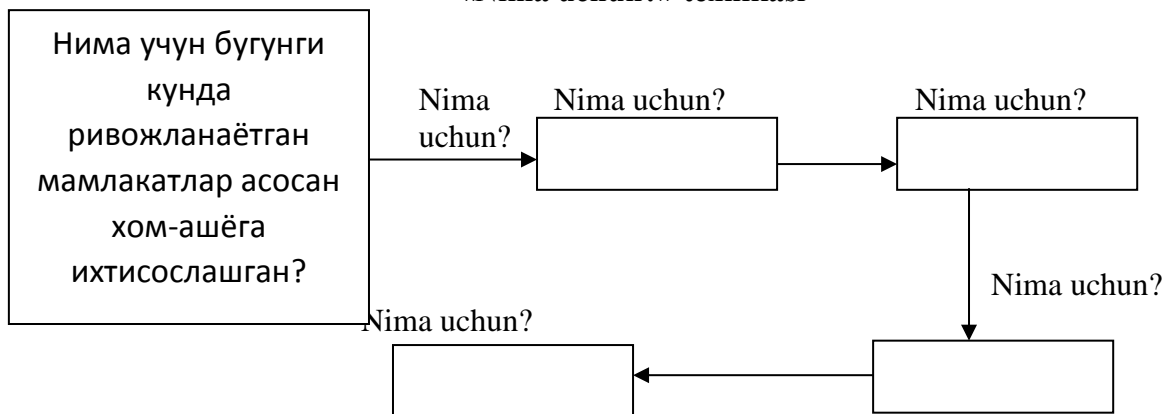 Нима учун бугунги
кунда
ривожланаётган
мамлакатлар асосан
хом-ашёга
ихтисослашган?
Nima
uchun?
Nima uchun?
Nima uchun?
Nima uchun?
Nima uchun?